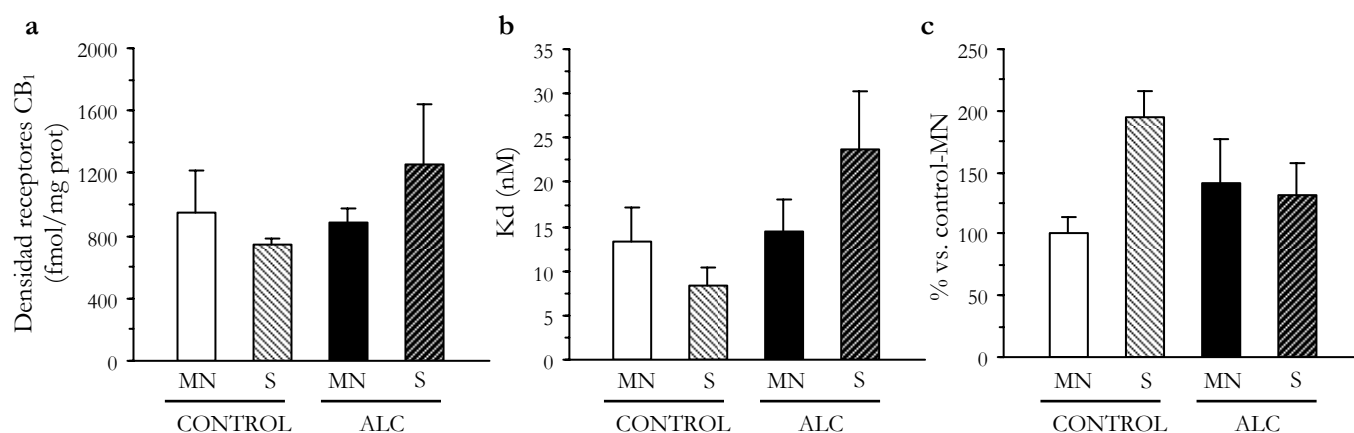 a
Densidad receptores CB₁
(fmol/mg prot)
2000
1600
1200
800
400
0
MN S MN S
CONTROL ALC
b
Kd (nM)
35
30
25
20
15
10
5
0
MN S MN S
CONTROL ALC
c
% vs. control-MN
250
200
150
100
50
0
MN S MN S
CONTROL ALC